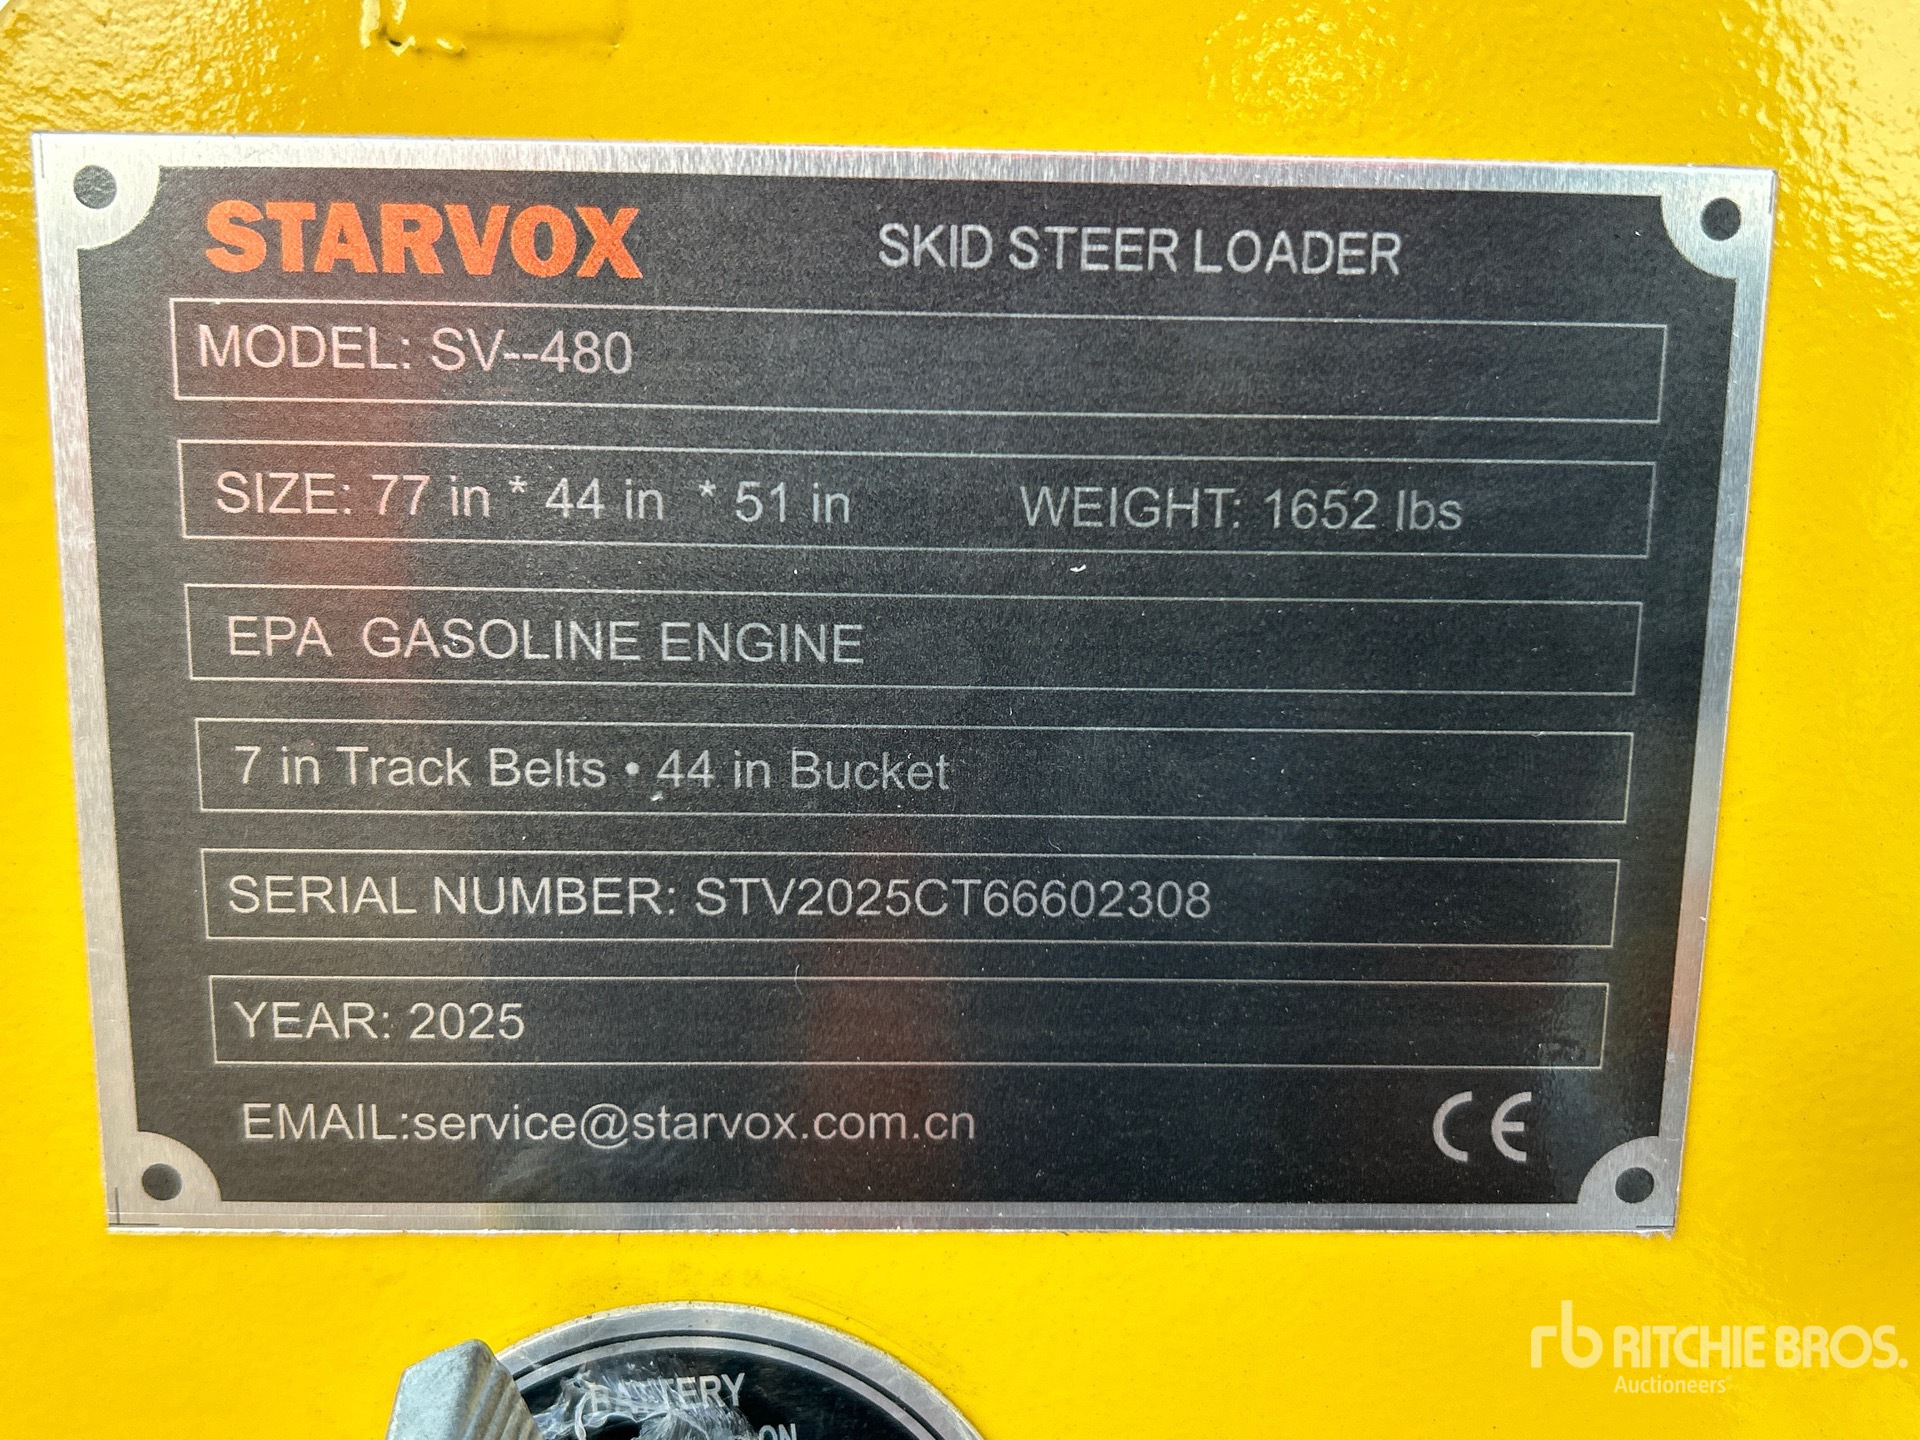 STARVOX SKID STEER LOADER
MODEL: SV--480
SIZE: 77 in * 44 in * 51 in WEIGHT: 1652 lbs
EPA GASOLINE ENGINE
7 in Track Belts • 44 in Bucket
SERIAL NUMBER: STV2025CT66602308
YEAR: 2025
EMAIL:service@starvox.com.cn CE
BATTERY
ON
rb RITCHIE BROS.
Auctioneers